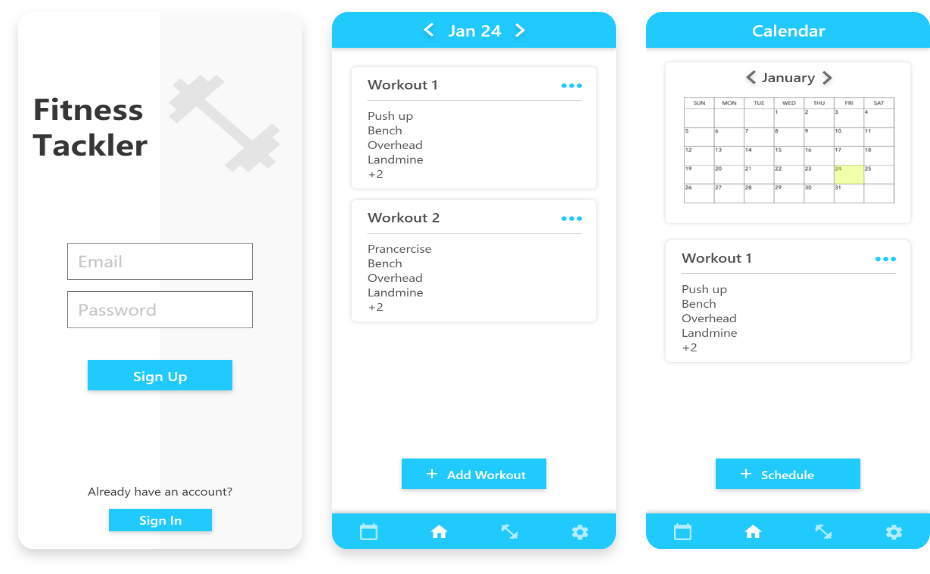 Fitness
Tackler
Email
Password
Sign Up
Already have an account?
Sign In
Jan 24
Workout 1
Push up
Bench
Overhead
Landmine
+2
Workout 2
Prancercise
Bench
Overhead
Landmine
+2
+ Add Workout
Calendar
January
SUN MON TUE WED THU FRI SAT
1 2 3 4
5 6 7 8 9 10 11
12 13 14 15 16 17 18
19 20 21 22 23 24 25
26 27 28 29 30 31
Workout 1
Push up
Bench
Overhead
Landmine
+2
+ Schedule